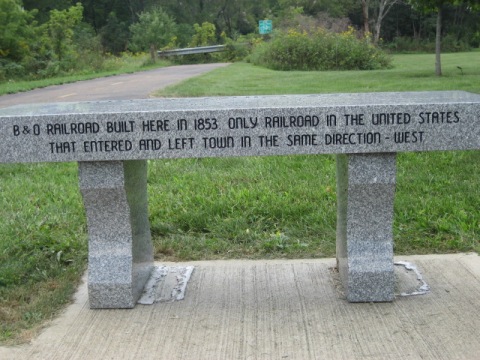 B & O RAILROAD BUILT HERE IN 1853. ONLY RAILROAD IN THE UNITED STATES
THAT ENTERED AND LEFT TOWN IN THE SAME DIRECTION - WEST